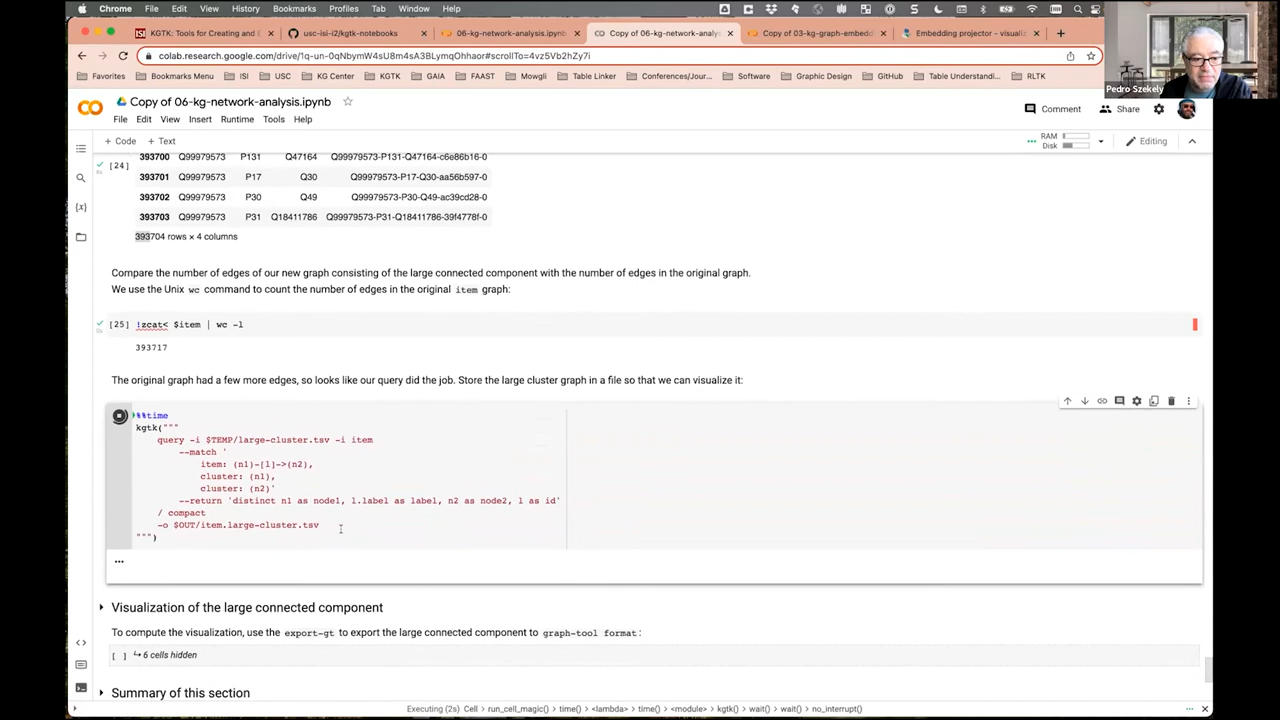 Chrome File Edit View History Bookmarks Profiles Tab Window Help
KGTK: Tools for Creating and E
usc-isi-i2/kgtk-notebooks
06-kg-network-analysis.ipynb
Copy of 06-kg-network-analys
Copy of 03-kg-graph-embedd
Embedding projector - visualiz
colab.research.google.com/drive/1q-un-0qNbymW4sU8m4sA3BLymqOhhaor#scrollTo=4vz5Vb2hZy7i
Favorites Bookmarks Menu ISI USC KG Center KGTK GAIA FAAST Mowgli Table Linker Conferences/Jour... Software Graphic Design GitHub Table Understandi... RLTK
Pedro Szekely
Copy of 06-kg-network-analysis.ipynb
Comment Share
File Edit View Insert Runtime Tools Help
+ Code + Text
RAM
Disk
Editing
[24]
393700 Q99979573 P131 Q47164 Q99979573-P131-Q47164-c6e86b16-0
393701 Q99979573 P17 Q30 Q99979573-P17-Q30-aa56b597-0
393702 Q99979573 P30 Q49 Q99979573-P30-Q49-ac39cd28-0
393703 Q99979573 P31 Q18411786 Q99979573-P31-Q18411786-39f4778f-0
393704 rows × 4 columns
Compare the number of edges of our new graph consisting of the large connected component with the number of edges in the original graph.
We use the Unix wc command to count the number of edges in the original item graph:
[25] !zcat< $item | wc -l
393717
The original graph had a few more edges, so looks like our query did the job. Store the large cluster graph in a file so that we can visualize it:
%%time
kgtk("""
query -i $TEMP/large-cluster.tsv -i item
--match '
item: (n1)-[l]->(n2),
cluster: (n1),
cluster: (n2)'
--return 'distinct n1 as node1, l.label as label, n2 as node2, l as id'
/ compact
-o $OUT/item.large-cluster.tsv
""")
...
Visualization of the large connected component
To compute the visualization, use the export-gt to export the large connected component to graph-tool format:
[ ] ↳ 6 cells hidden
Summary of this section
Executing (2s) Cell > run_cell_magic() > time() > <lambda> > time() > <module> > kgtk() > wait() > wait() > no_interrupt()